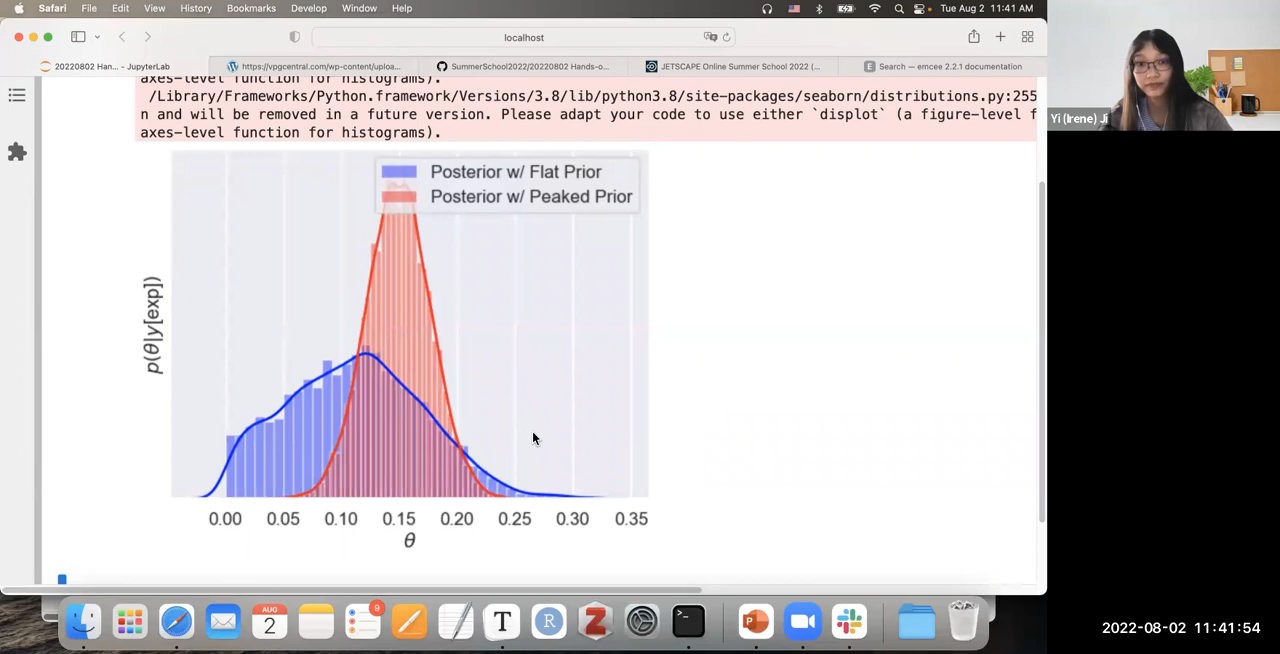 Safari File Edit View History Bookmarks Develop Window Help Tue Aug 2 11:41 AM
localhost
20220802 Han... - JupyterLab
https://vpgcentral.com/wp-content/uploa...
SummerSchool2022/20220802 Hands-o...
JETSCAPE Online Summer School 2022 (...
E Search — emcee 2.2.1 documentation
axes-level function for histograms).
/Library/Frameworks/Python.framework/Versions/3.8/lib/python3.8/site-packages/seaborn/distributions.py:255
n and will be removed in a future version. Please adapt your code to use either `displot` (a figure-level f
axes-level function for histograms).
Posterior w/ Flat Prior
Posterior w/ Peaked Prior
p(θ|y[exp])
0.00 0.05 0.10 0.15 0.20 0.25 0.30 0.35
θ
Yi (Irene) Ji
AUG
2
9
T
R
Z
>_
P
2022-08-02 11:41:54